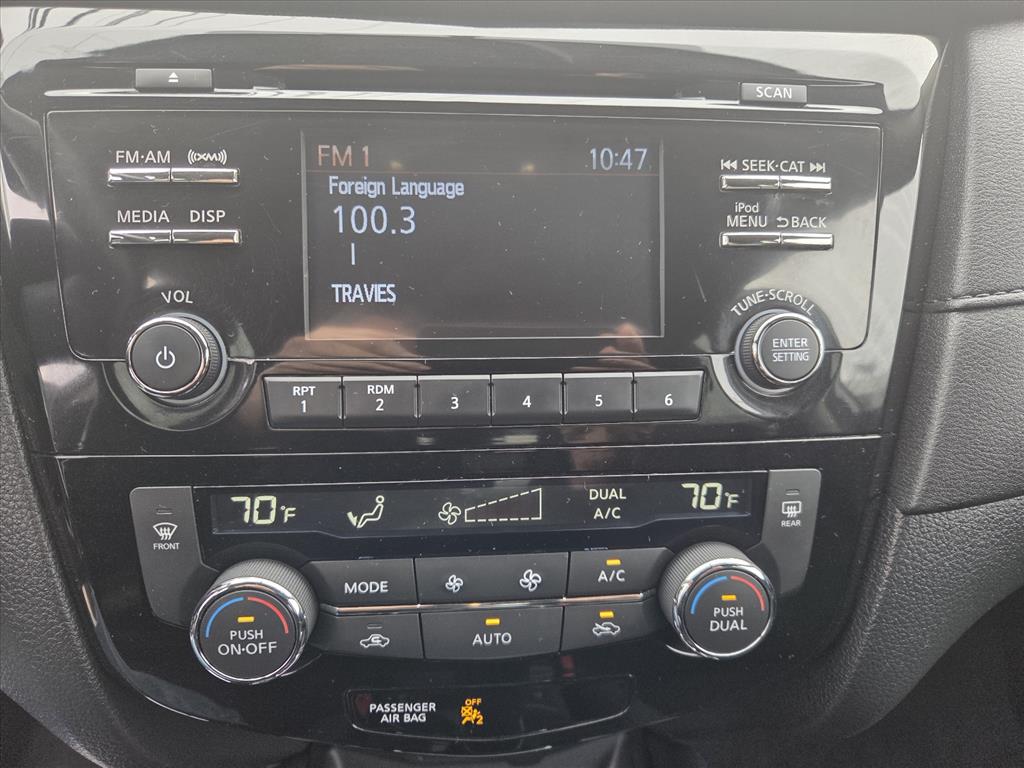 SCAN
FM·AM
((XM))
SEEK·CAT
MEDIA
DISP
iPod
MENU
BACK
FM 1
10:47
Foreign Language
100.3
TRAVIES
VOL
TUNE·SCROLL
ENTER
SETTING
RPT
1
RDM
2
3
4
5
6
FRONT
70°F
DUAL
A/C
70°F
REAR
MODE
A/C
PUSH
ON·OFF
AUTO
PUSH
DUAL
PASSENGER
AIR BAG
OFF
2